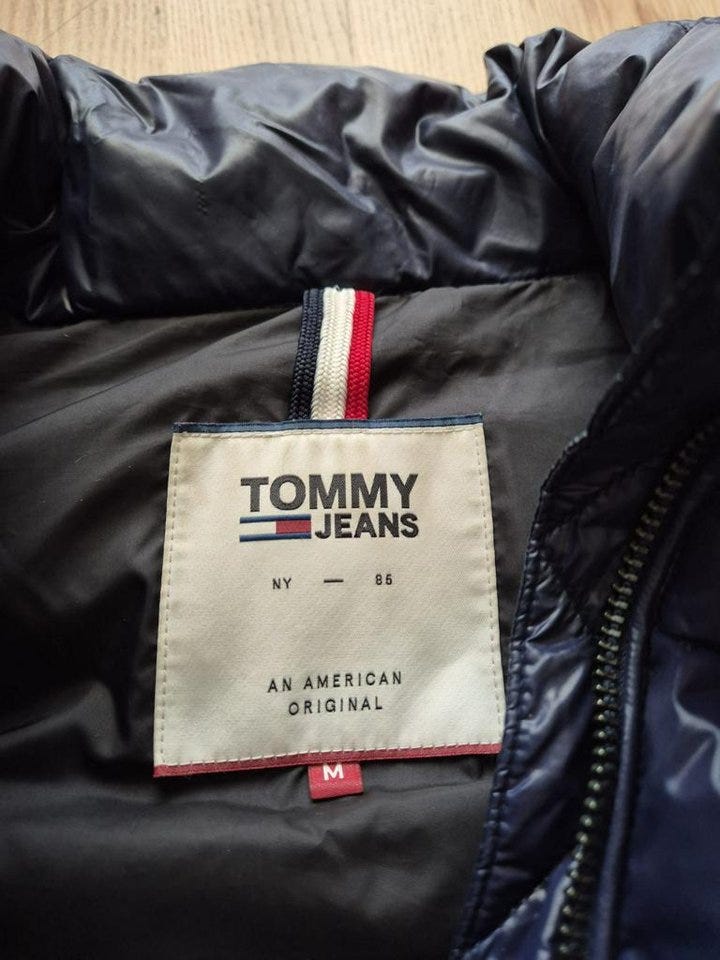 TOMMY
JEANS
NY — 85
AN AMERICAN
ORIGINAL
M